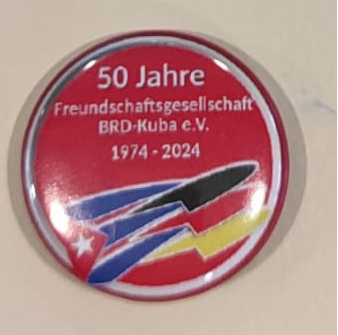 50 Jahre
Freundschaftsgesellschaft
BRD-Kuba e.V.
1974 - 2024